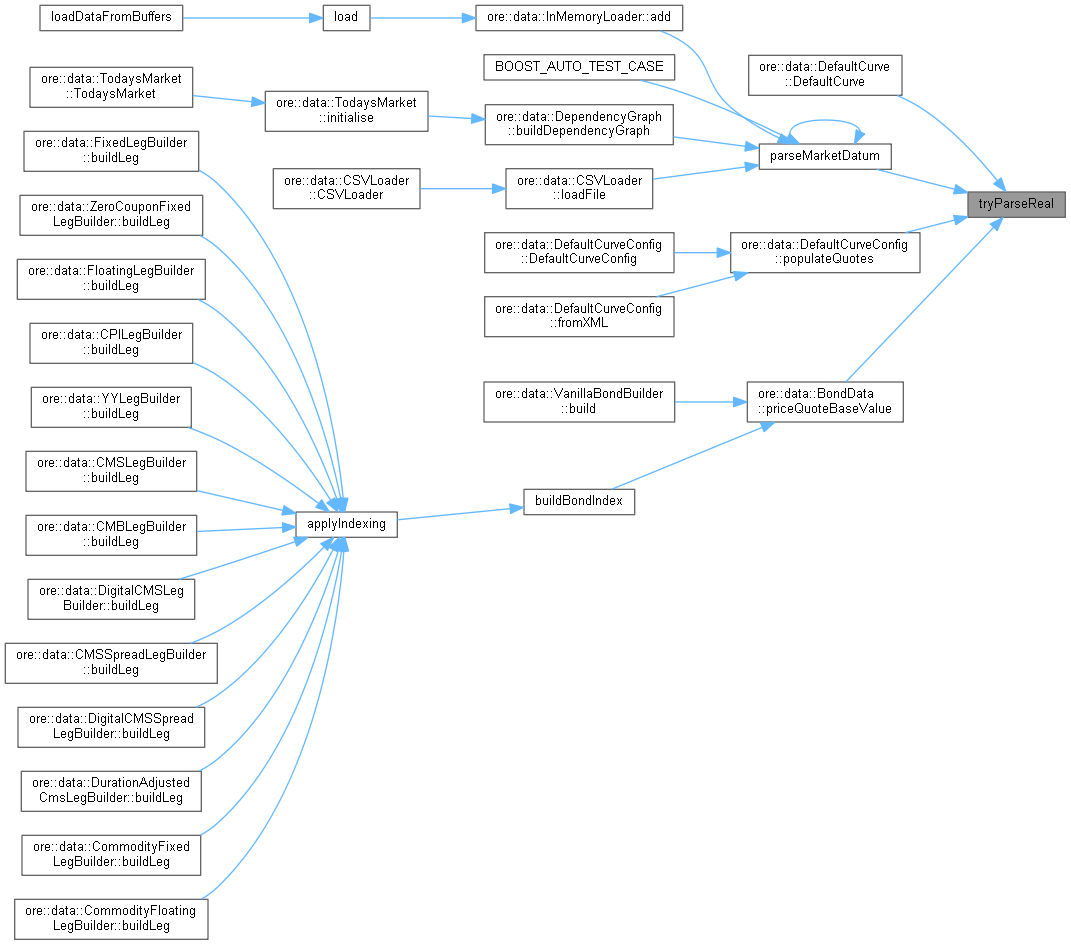 loadDataFromBuffers
load
ore::data::InMemoryLoader::add
BOOST_AUTO_TEST_CASE
ore::data::DefaultCurve
::DefaultCurve
ore::data::TodaysMarket
::TodaysMarket
ore::data::TodaysMarket
::initialise
ore::data::DependencyGraph
::buildDependencyGraph
parseMarketDatum
ore::data::FixedLegBuilder
::buildLeg
ore::data::CSVLoader
::CSVLoader
ore::data::CSVLoader
::loadFile
tryParseReal
ore::data::ZeroCouponFixed
LegBuilder::buildLeg
ore::data::DefaultCurveConfig
::DefaultCurveConfig
ore::data::DefaultCurveConfig
::populateQuotes
ore::data::FloatingLegBuilder
::buildLeg
ore::data::DefaultCurveConfig
::fromXML
ore::data::CPILegBuilder
::buildLeg
ore::data::YYLegBuilder
::buildLeg
ore::data::VanillaBondBuilder
::build
ore::data::BondData
::priceQuoteBaseValue
ore::data::CMSLegBuilder
::buildLeg
buildBondIndex
applyIndexing
ore::data::CMBLegBuilder
::buildLeg
ore::data::DigitalCMSLeg
Builder::buildLeg
ore::data::CMSSpreadLegBuilder
::buildLeg
ore::data::DigitalCMSSpread
LegBuilder::buildLeg
ore::data::DurationAdjusted
CmsLegBuilder::buildLeg
ore::data::CommodityFixed
LegBuilder::buildLeg
ore::data::CommodityFloating
LegBuilder::buildLeg